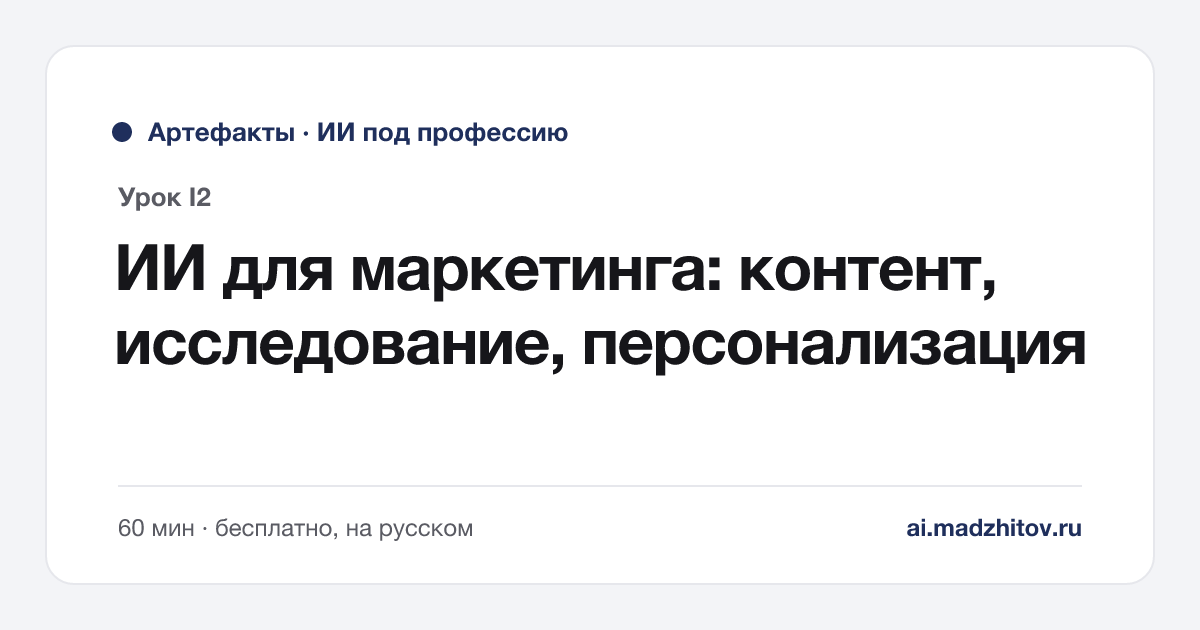 Артефакты · ИИ под профессию
Урок I2
ИИ для маркетинга: контент,
исследование, персонализация
60 мин · бесплатно, на русском
ai.madzhitov.ru